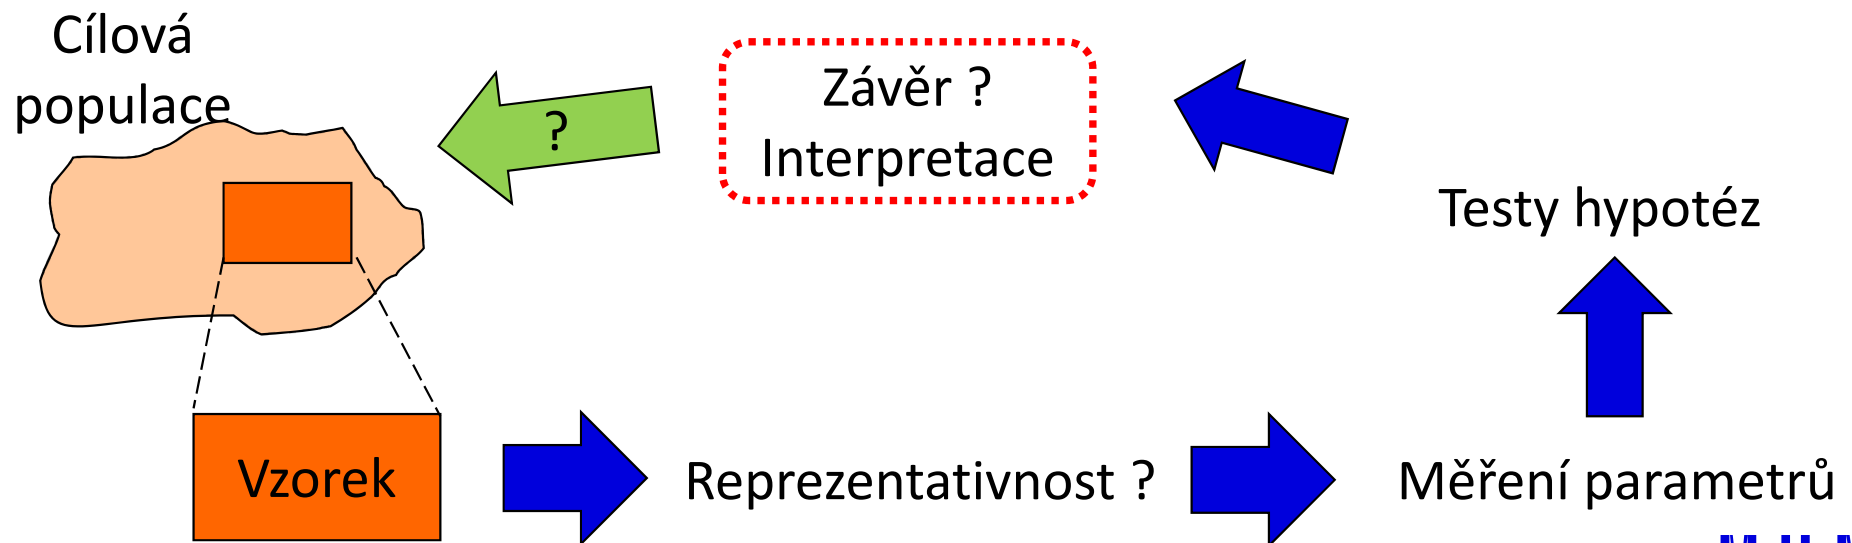 Cílová
populace
?
Závěr ?
Interpretace
Testy hypotéz
Vzorek
Reprezentativnost ?
Měření parametrů